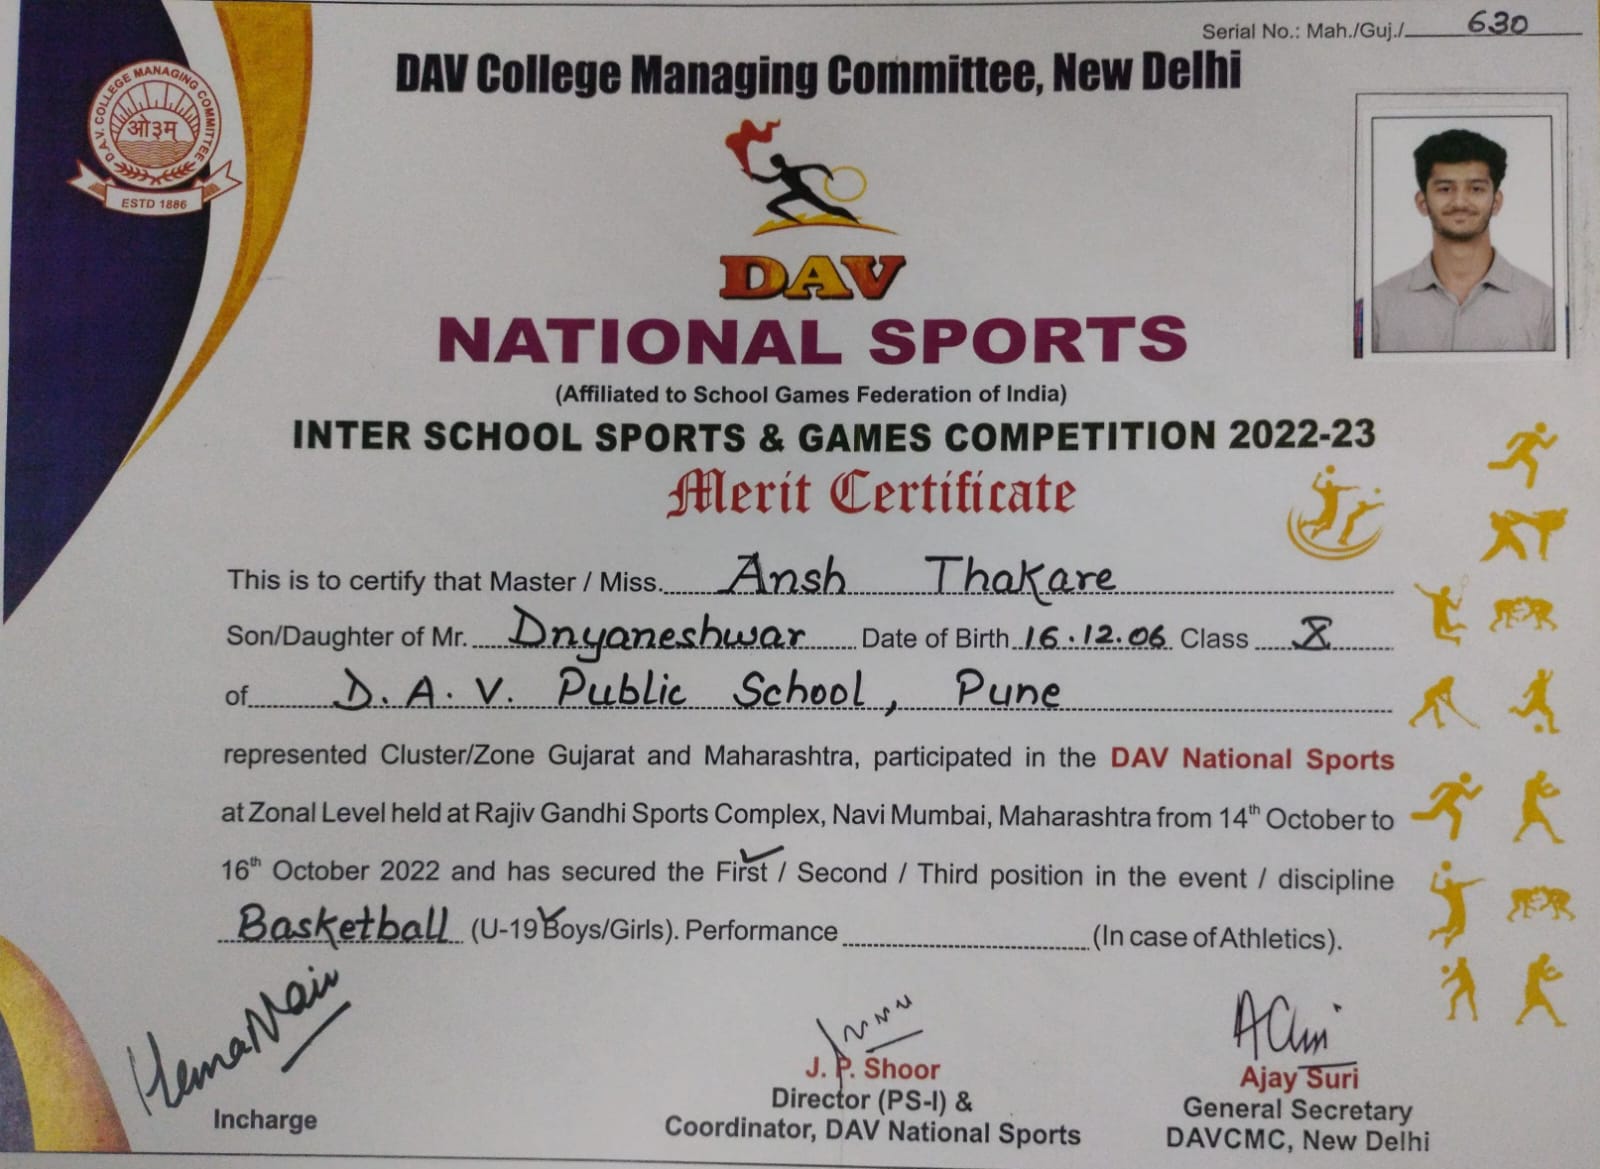 Serial No.: Mah./Guj./ 630
DAV College Managing Committee, New Delhi
D.A.V. COLLEGE MANAGING COMMITTEE
ओ३म्
ESTD 1886
DAV
NATIONAL SPORTS
(Affiliated to School Games Federation of India)
INTER SCHOOL SPORTS & GAMES COMPETITION 2022-23
Merit Certificate
This is to certify that Master / Miss. Ansh Thakare
Son/Daughter of Mr. Dnyaneshwar Date of Birth 16.12.06 Class X
of D.A.V. Public School, Pune
represented Cluster/Zone Gujarat and Maharashtra, participated in the DAV National Sports
at Zonal Level held at Rajiv Gandhi Sports Complex, Navi Mumbai, Maharashtra from 14th October to
16th October 2022 and has secured the First / Second / Third position in the event / discipline
Basketball (U-19 Boys/Girls). Performance (In case of Athletics).
Hema Nair
Incharge
J. P. Shoor
Director (PS-I) &
Coordinator, DAV National Sports
Ajay Suri
General Secretary
DAVCMC, New Delhi